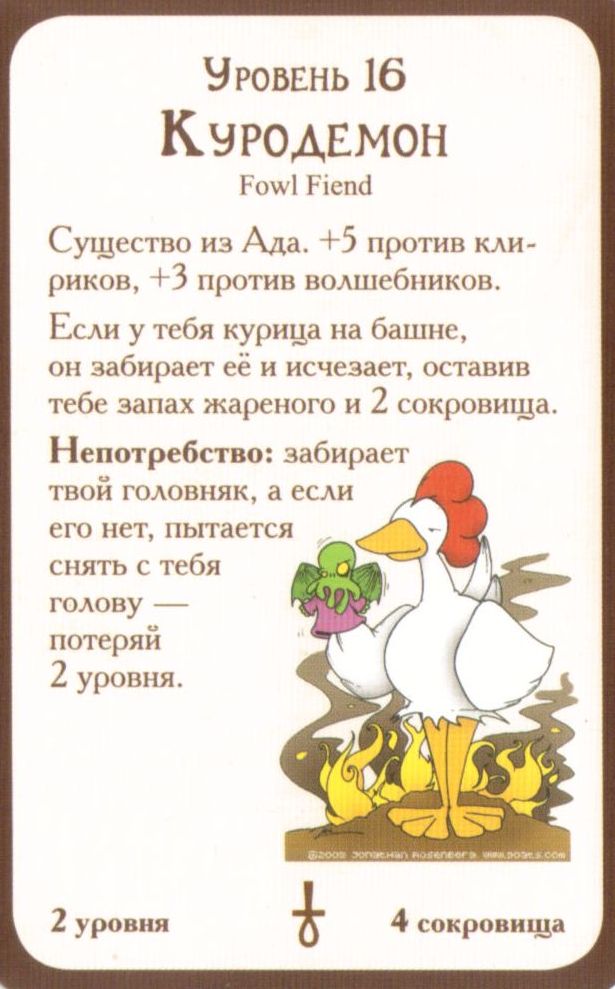 Уровень 16
Куродемон
Fowl Fiend
Существо из Ада. +5 против кли-
риков, +3 против волшебников.
Если у тебя курица на башне,
он забирает её и исчезает, оставив
тебе запах жареного и 2 сокровища.
Непотребство: забирает
твой головняк, а если
его нет, пытается
снять с тебя
голову —
потеряй
2 уровня.
Jonathan Rosenberg. www.goats.com
2 уровня
4 сокровища